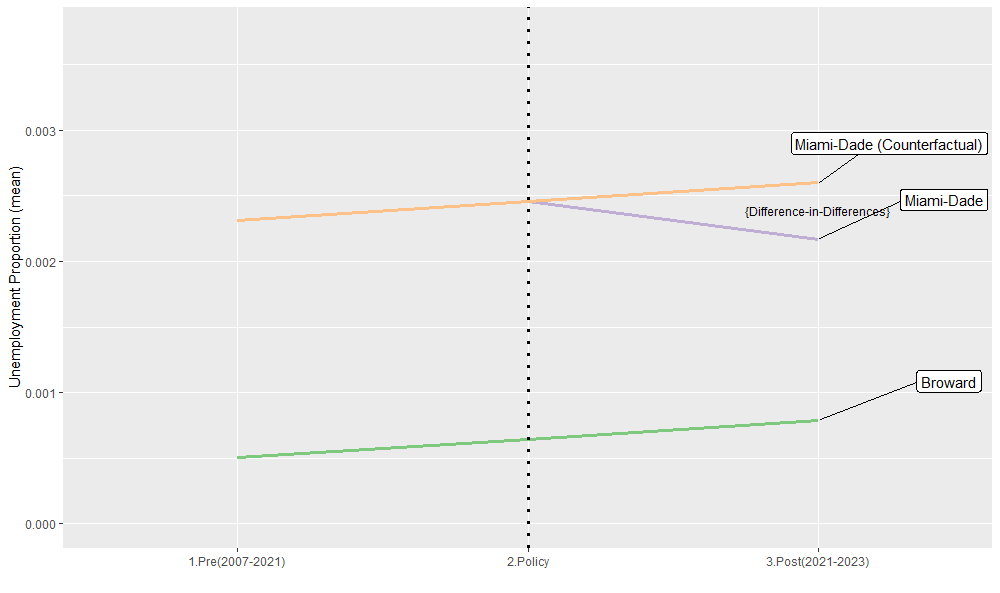 Unemployment Proportion (mean)
0.003
0.002
0.001
0.000
Miami-Dade (Counterfactual)
Miami-Dade
{Difference-in-Differences}
Broward
1.Pre(2007-2021)
2.Policy
3.Post(2021-2023)